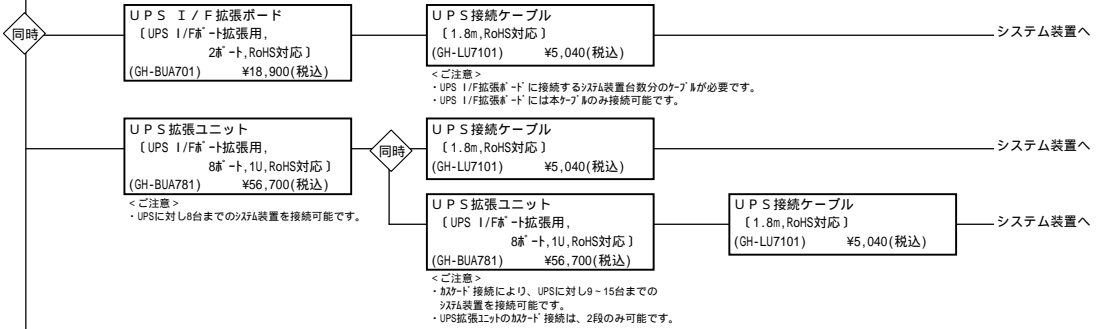 同時
ＵＰＳ Ｉ／Ｆ拡張ボード
〔UPS I/Fﾎﾟｰﾄ拡張用,
2ﾎﾟｰﾄ,RoHS対応〕
(GH-BUA701) ¥18,900(税込)
ＵＰＳ接続ケーブル
〔1.8m,RoHS対応〕
(GH-LU7101) ¥5,040(税込)
システム装置へ
<ご注意>
・UPS I/F拡張ﾎﾞｰﾄﾞに接続するｼｽﾃﾑ装置台数分のｹｰﾌﾞﾙが必要です。
・UPS I/F拡張ﾎﾞｰﾄﾞには本ｹｰﾌﾞﾙのみ接続可能です。
ＵＰＳ拡張ユニット
〔UPS I/Fﾎﾟｰﾄ拡張用,
8ﾎﾟｰﾄ,1U,RoHS対応〕
(GH-BUA781) ¥56,700(税込)
<ご注意>
・UPSに対し8台までのｼｽﾃﾑ装置を接続可能です。
同時
ＵＰＳ接続ケーブル
〔1.8m,RoHS対応〕
(GH-LU7101) ¥5,040(税込)
システム装置へ
ＵＰＳ拡張ユニット
〔UPS I/Fﾎﾟｰﾄ拡張用,
8ﾎﾟｰﾄ,1U,RoHS対応〕
(GH-BUA781) ¥56,700(税込)
ＵＰＳ接続ケーブル
〔1.8m,RoHS対応〕
(GH-LU7101) ¥5,040(税込)
システム装置へ
<ご注意>
・ｶｽｹｰﾄﾞ接続により、UPSに対し9~15台までの
ｼｽﾃﾑ装置を接続可能です。
・UPS拡張ﾕﾆｯﾄのｶｽｹｰﾄﾞ接続は、2段のみ可能です。